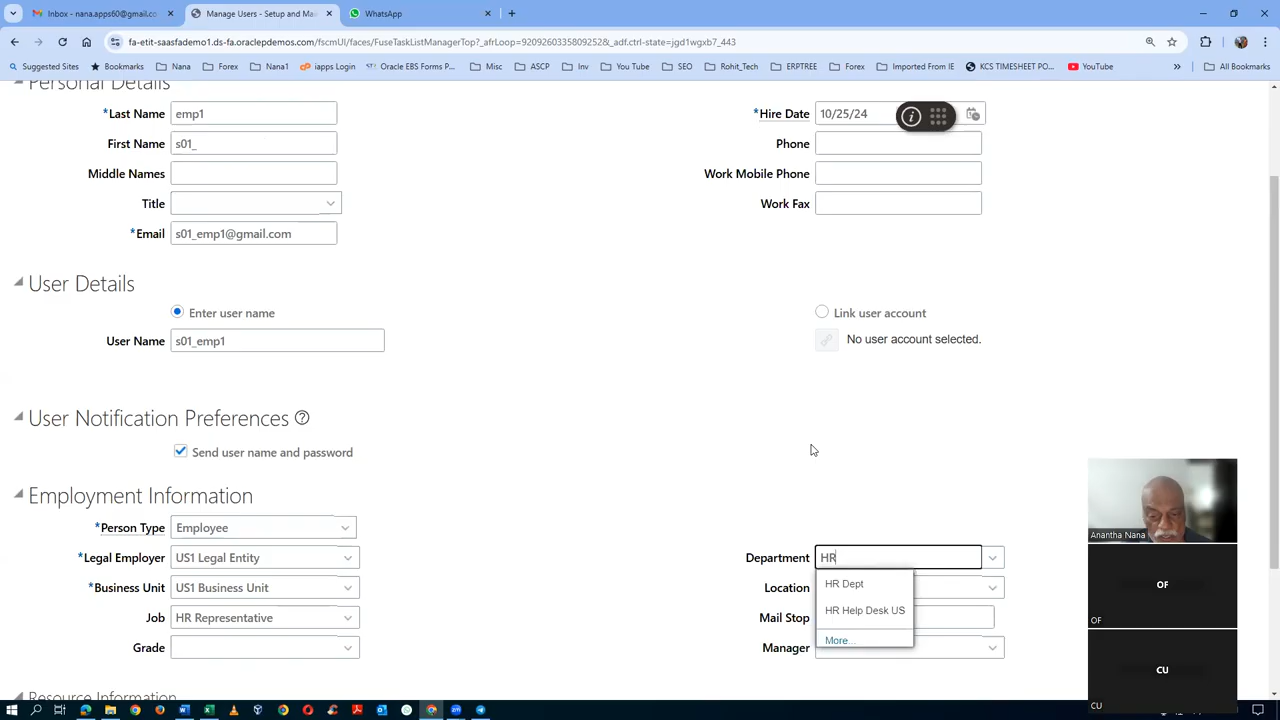 Inbox - nana.apps60@gmail.com
Manage Users - Setup and Ma
WhatsApp
fa-etit-saasfademo1.ds-fa.oraclepdemos.com/fscmUI/faces/FuseTaskListManagerTop?_afrLoop=9209260335809252&_adf.ctrl-state=jgd1wgxb7_443
Suggested Sites
Bookmarks
Nana
Forex
Nana1
iapps Login
Oracle EBS Forms P...
Misc
ASCP
Inv
You Tube
SEO
Rohit_Tech
ERPTREE
Forex
Imported From IE
KCS TIMESHEET PO...
YouTube
All Bookmarks
Personal Details
*Last Name emp1
*Hire Date 10/25/24
First Name s01_
Phone
Middle Names
Work Mobile Phone
Title
Work Fax
*Email s01_emp1@gmail.com
User Details
Enter user name
Link user account
User Name s01_emp1
No user account selected.
User Notification Preferences
Send user name and password
Employment Information
*Person Type Employee
*Legal Employer US1 Legal Entity
Department HR
HR Dept
*Business Unit US1 Business Unit
Location
HR Help Desk US
Job HR Representative
Mail Stop
More...
Grade
Manager
Resource Information
Anantha Nana
OF
OF
CU
CU